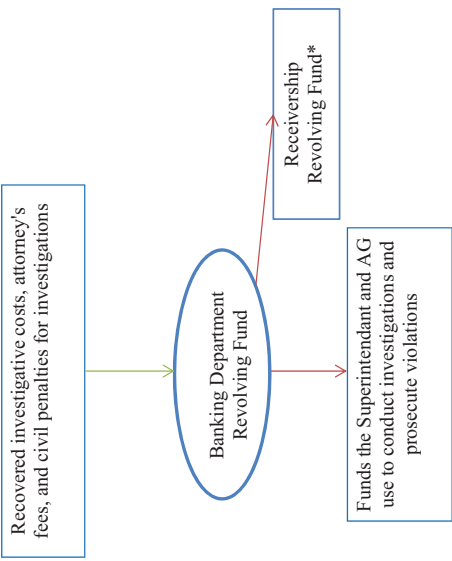 Recovered investigative costs, attorney's
fees, and civil penalties for investigations
Banking Department
Revolving Fund
Receivership
Revolving Fund*
Funds the Superintendant and AG
use to conduct investigations and
prosecute violations